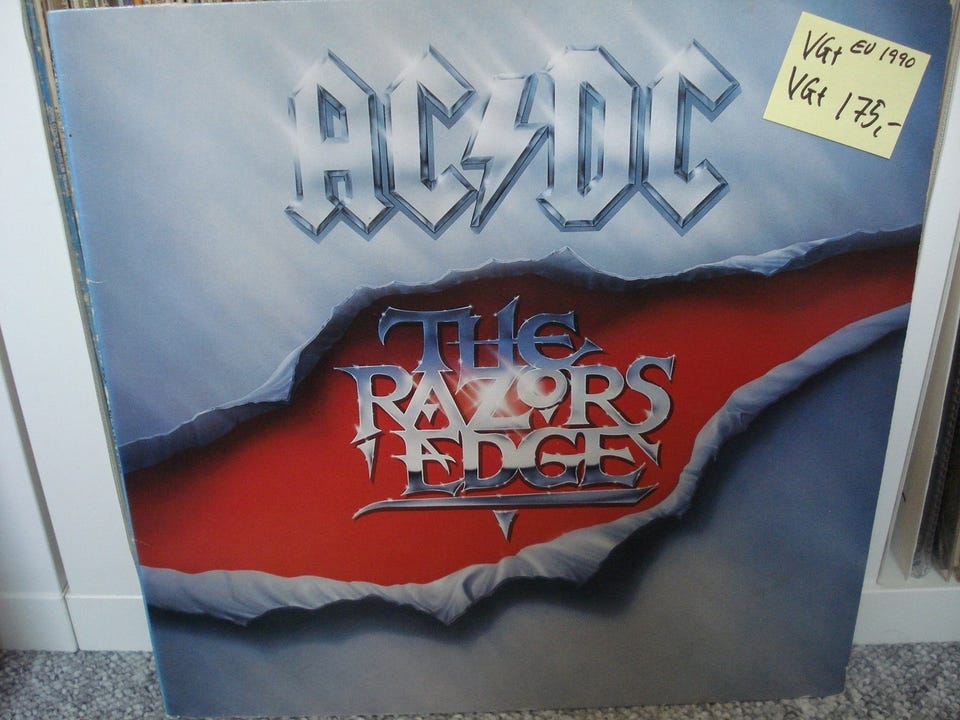 AC/DC
VG+ EU 1990
VG+ 175,-
THE
RAZORS
EDGE